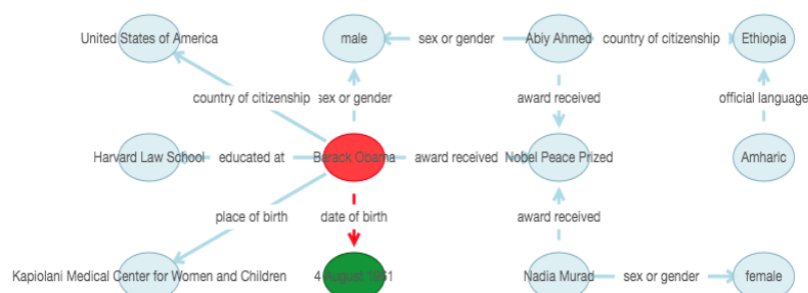 United States of America
male
sex or gender
Abiy Ahmed
country of citizenship
Ethiopia
country of citizenship
sex or gender
award received
official language
Harvard Law School
educated at
Barack Obama
award received
Nobel Peace Prized
Amharic
place of birth
date of birth
award received
Kapiolani Medical Center for Women and Children
4 August 1961
Nadia Murad
sex or gender
female